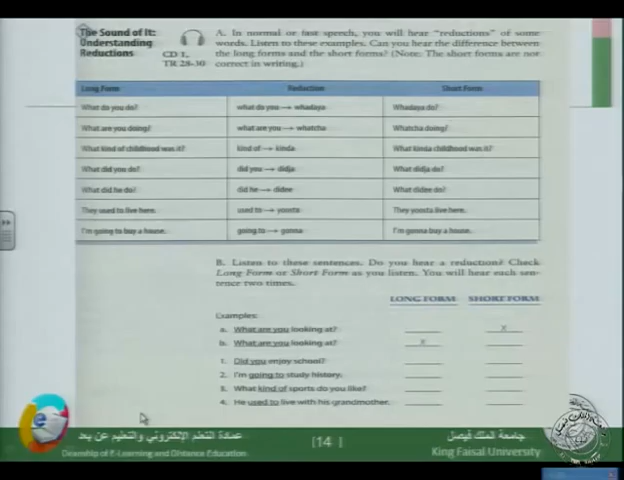 The Sound of It:
Understanding
Reductions
CD 1,
TR 28-30
A. In normal or fast speech, you will hear "reductions" of some
words. Listen to these examples. Can you hear the difference between
the long forms and the short forms? (Note: The short forms are not
correct in writing.)
Long Form Reduction Short Form
What do you do? what do you → whadaya Whadaya do?
What are you doing? what are you → whatcha Whatcha doing?
What kind of childhood was it? kind of → kinda What kinda childhood was it?
What did you do? did you → didja What didja do?
What did he do? did he → didee What didee do?
They used to live here. used to → yoosta They yoosta live here.
I'm going to buy a house. going to → gonna I'm gonna buy a house.
B. Listen to these sentences. Do you hear a reduction? Check
Long Form or Short Form as you listen. You will hear each sen-
tence two times.
LONG FORM SHORT FORM
Examples:
a. What are you looking at? x
b. What are you looking at? x
1. Did you enjoy school?
2. I'm going to study history.
3. What kind of sports do you like?
4. He used to live with his grandmother.
عمادة التعلم الإلكتروني والتعليم عن بعد
Deanship of E-Learning and Distance Education
[14]
جامعة الملك فيصل
King Faisal University